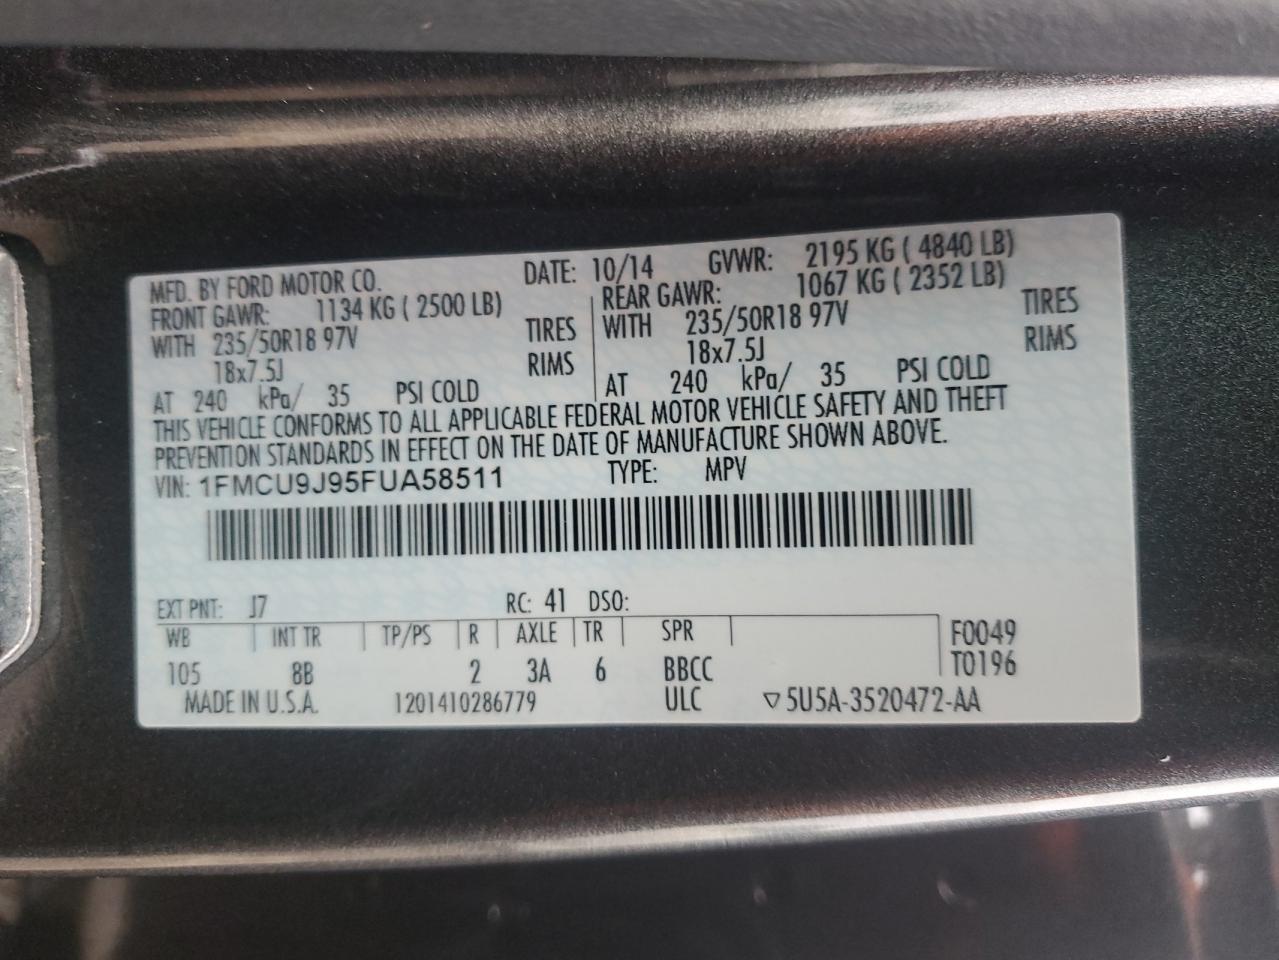 MFD. BY FORD MOTOR CO. DATE: 10/14 GVWR: 2195 KG ( 4840 LB)
FRONT GAWR: 1134 KG ( 2500 LB) REAR GAWR: 1067 KG ( 2352 LB)
WITH 235/50R18 97V TIRES WITH 235/50R18 97V TIRES
18x7.5J RIMS 18x7.5J RIMS
AT 240 kPa/ 35 PSI COLD AT 240 kPa/ 35 PSI COLD
THIS VEHICLE CONFORMS TO ALL APPLICABLE FEDERAL MOTOR VEHICLE SAFETY AND THEFT
PREVENTION STANDARDS IN EFFECT ON THE DATE OF MANUFACTURE SHOWN ABOVE.
VIN: 1FMCU9J95FUA58511 TYPE: MPV
EXT PNT: J7 RC: 41 DSO:
WB INT TR TP/PS R AXLE TR SPR F0049
105 8B 2 3A 6 BBCC T0196
MADE IN U.S.A. 1201410286779 ULC ▽5U5A-3520472-AA